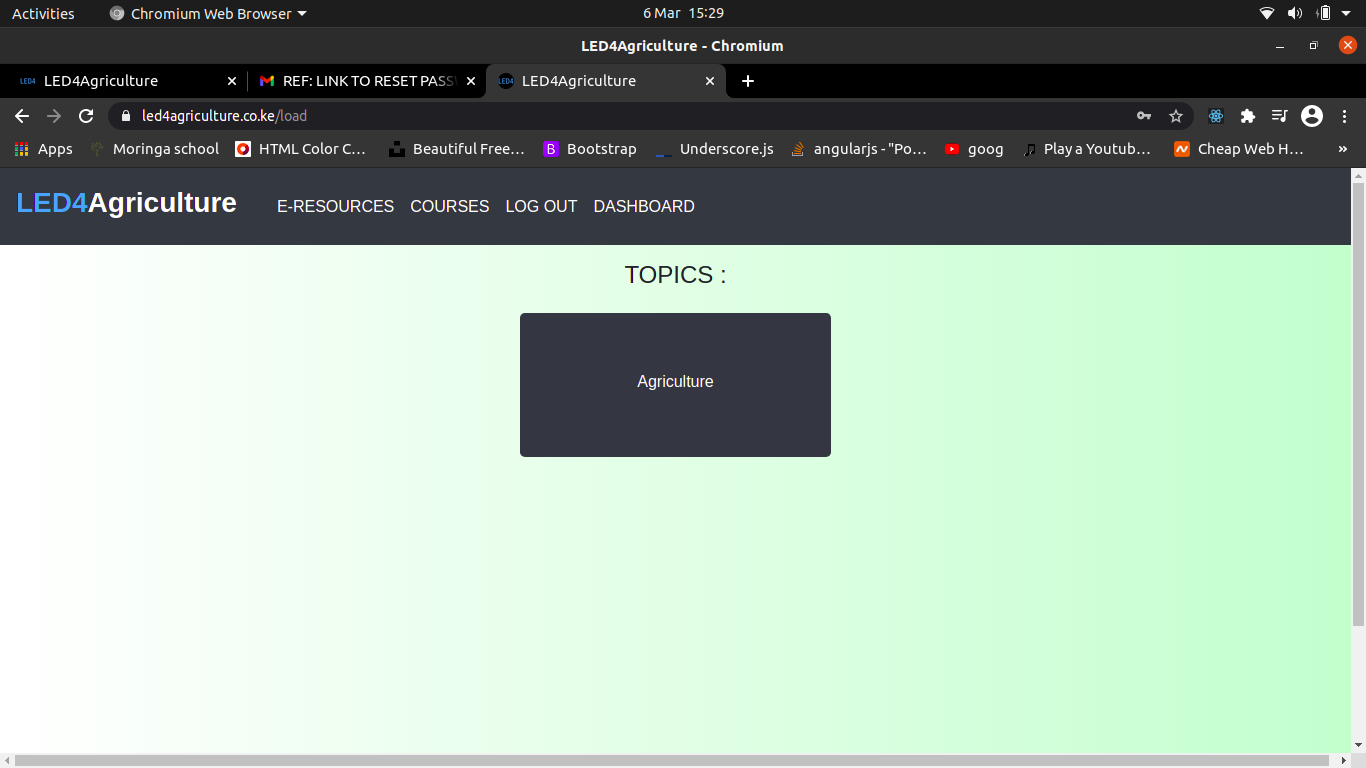 Activities Chromium Web Browser 6 Mar 15:29
LED4Agriculture - Chromium
LED4 LED4Agriculture REF: LINK TO RESET PASS LED4 LED4Agriculture
led4agriculture.co.ke/load
Apps Moringa school HTML Color C… Beautiful Free… B Bootstrap Underscore.js angularjs - "Po… goog Play a Youtub… Cheap Web H… »
LED4Agriculture E-RESOURCES COURSES LOG OUT DASHBOARD
TOPICS :
Agriculture